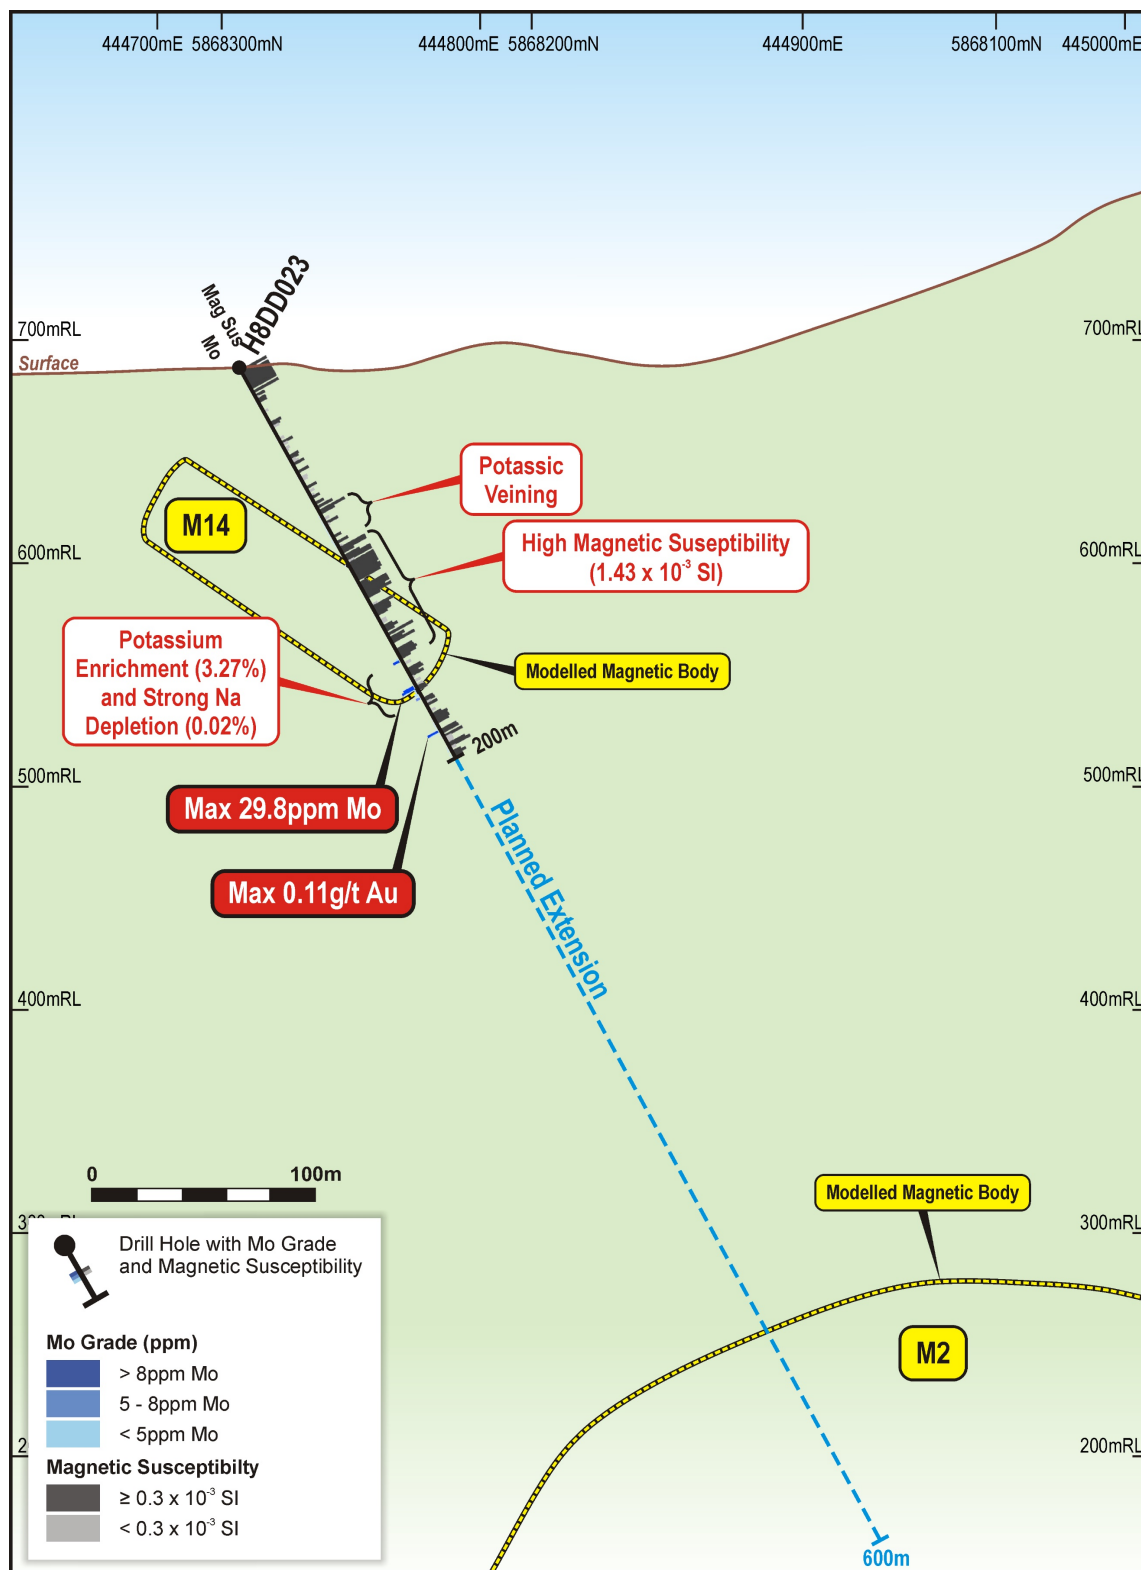 444700mE 5868300mN 444800mE 5868200mN 444900mE 5868100mN 445000mE
H8DD023
Mag Sus
Mo
700mRL 700mRL
Surface
Potassic
Veining
M14
High Magnetic Suseptibility
(1.43 x 10⁻³ SI)
600mRL 600mRL
Potassium
Enrichment (3.27%)
and Strong Na
Depletion (0.02%)
Modelled Magnetic Body
200m
500mRL 500mRL
Max 29.8ppm Mo
Max 0.11g/t Au
Planned Extension
400mRL 400mRL
0 100m
Modelled Magnetic Body
300mRL
M2
200mRL
600m
Drill Hole with Mo Grade
and Magnetic Susceptibility
Mo Grade (ppm)
> 8ppm Mo
5 - 8ppm Mo
< 5ppm Mo
Magnetic Susceptibilty
≥ 0.3 x 10⁻³ SI
< 0.3 x 10⁻³ SI